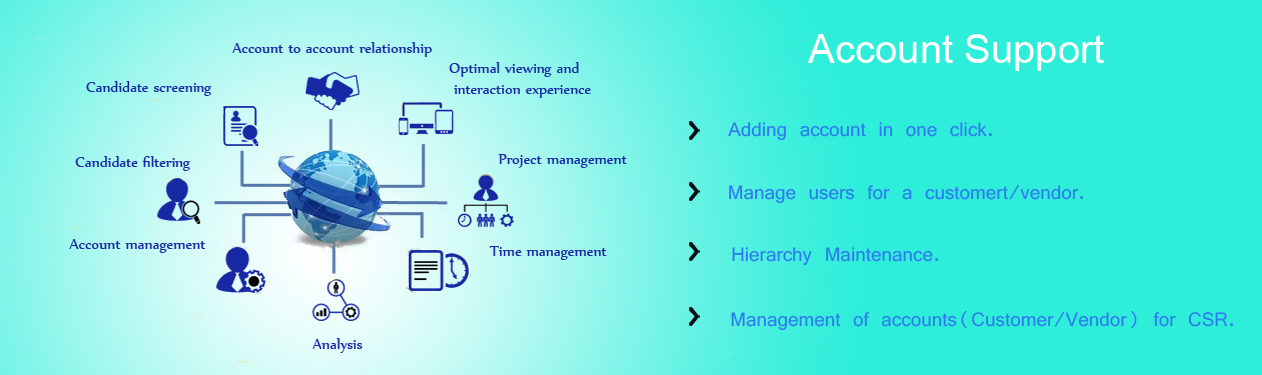 Account to account relationship
Optimal viewing and
interaction experience
Candidate screening
Candidate filtering
Project management
Account management
Time management
Analysis
Account Support
Adding account in one click.
Manage users for a customert/vendor.
Hierarchy Maintenance.
Management of accounts(Customer/Vendor) for CSR.